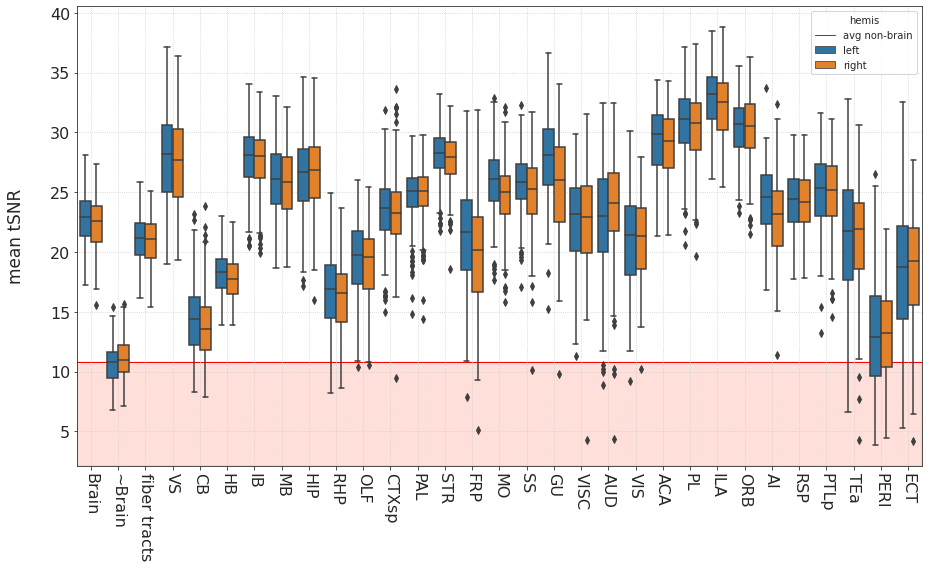 40
35
30
25
20
15
10
5
mean tSNR
hemis
avg non-brain
left
right
Brain
~Brain
fiber tracts
VS
CB
HB
IB
MB
HIP
RHP
OLF
CTXsp
PAL
STR
FRP
MO
SS
GU
VISC
AUD
VIS
ACA
PL
ILA
ORB
AI
RSP
PTLp
TEa
PERI
ECT